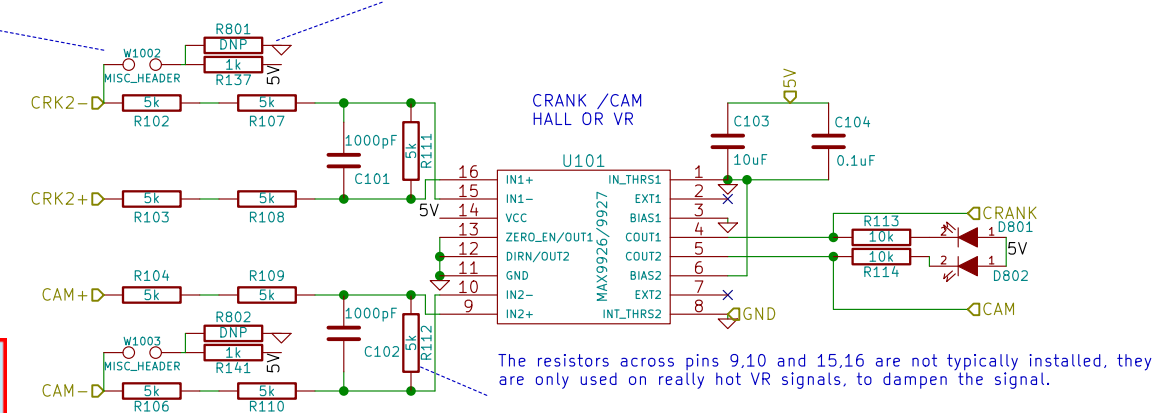 R801
DNP
W1002
1k
5V
MISC_HEADER
R137
CRK2-
5k
5k
R102
R107
1000pF
C101
5k
R111
CRK2+
5k
5k
R103
R108
CRANK /CAM
HALL OR VR
5V
C103
10uF
C104
0.1uF
U101
MAX9926/9927
16 IN1+ IN_THRS1 1
15 IN1- EXT1 2
5V 14 VCC BIAS1 3
13 ZERO_EN/OUT1 COUT1 4
12 DIRN/OUT2 COUT2 5
11 GND BIAS2 6
10 IN2- EXT2 7
9 IN2+ INT_THRS2 8
GND
CRANK
R113
10k
2 1
D801
5V
10k
R114
2 1
D802
CAM
R104
R109
CAM+
5k
5k
1000pF
C102
5k
R112
R802
DNP
W1003
1k
5V
MISC_HEADER
R141
CAM-
5k
5k
R106
R110
The resistors across pins 9,10 and 15,16 are not typically installed, they
are only used on really hot VR signals, to dampen the signal.